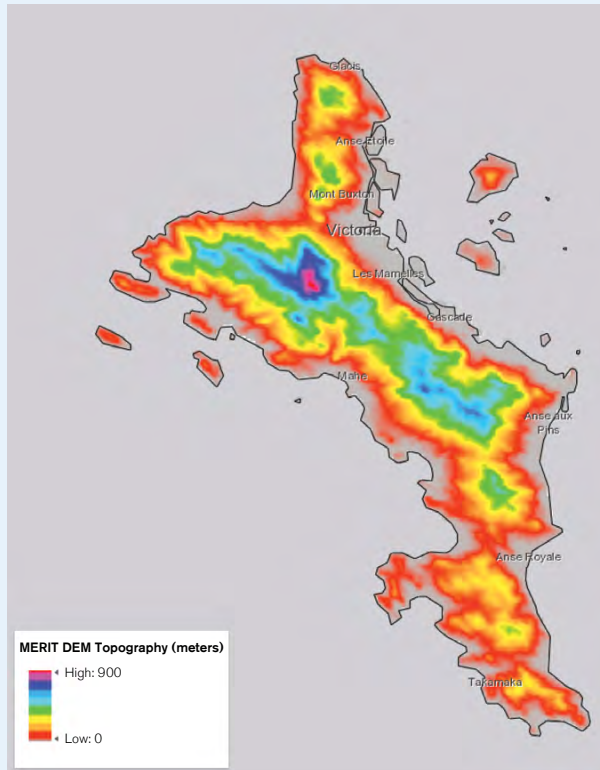 Glacis
Anse Etoile
Mont Buxton
Victoria
Les Mamelles
Cascade
Mahe
Anse aux
Pins
Anse Royale
Takamaka
MERIT DEM Topography (meters)
High: 900
Low: 0